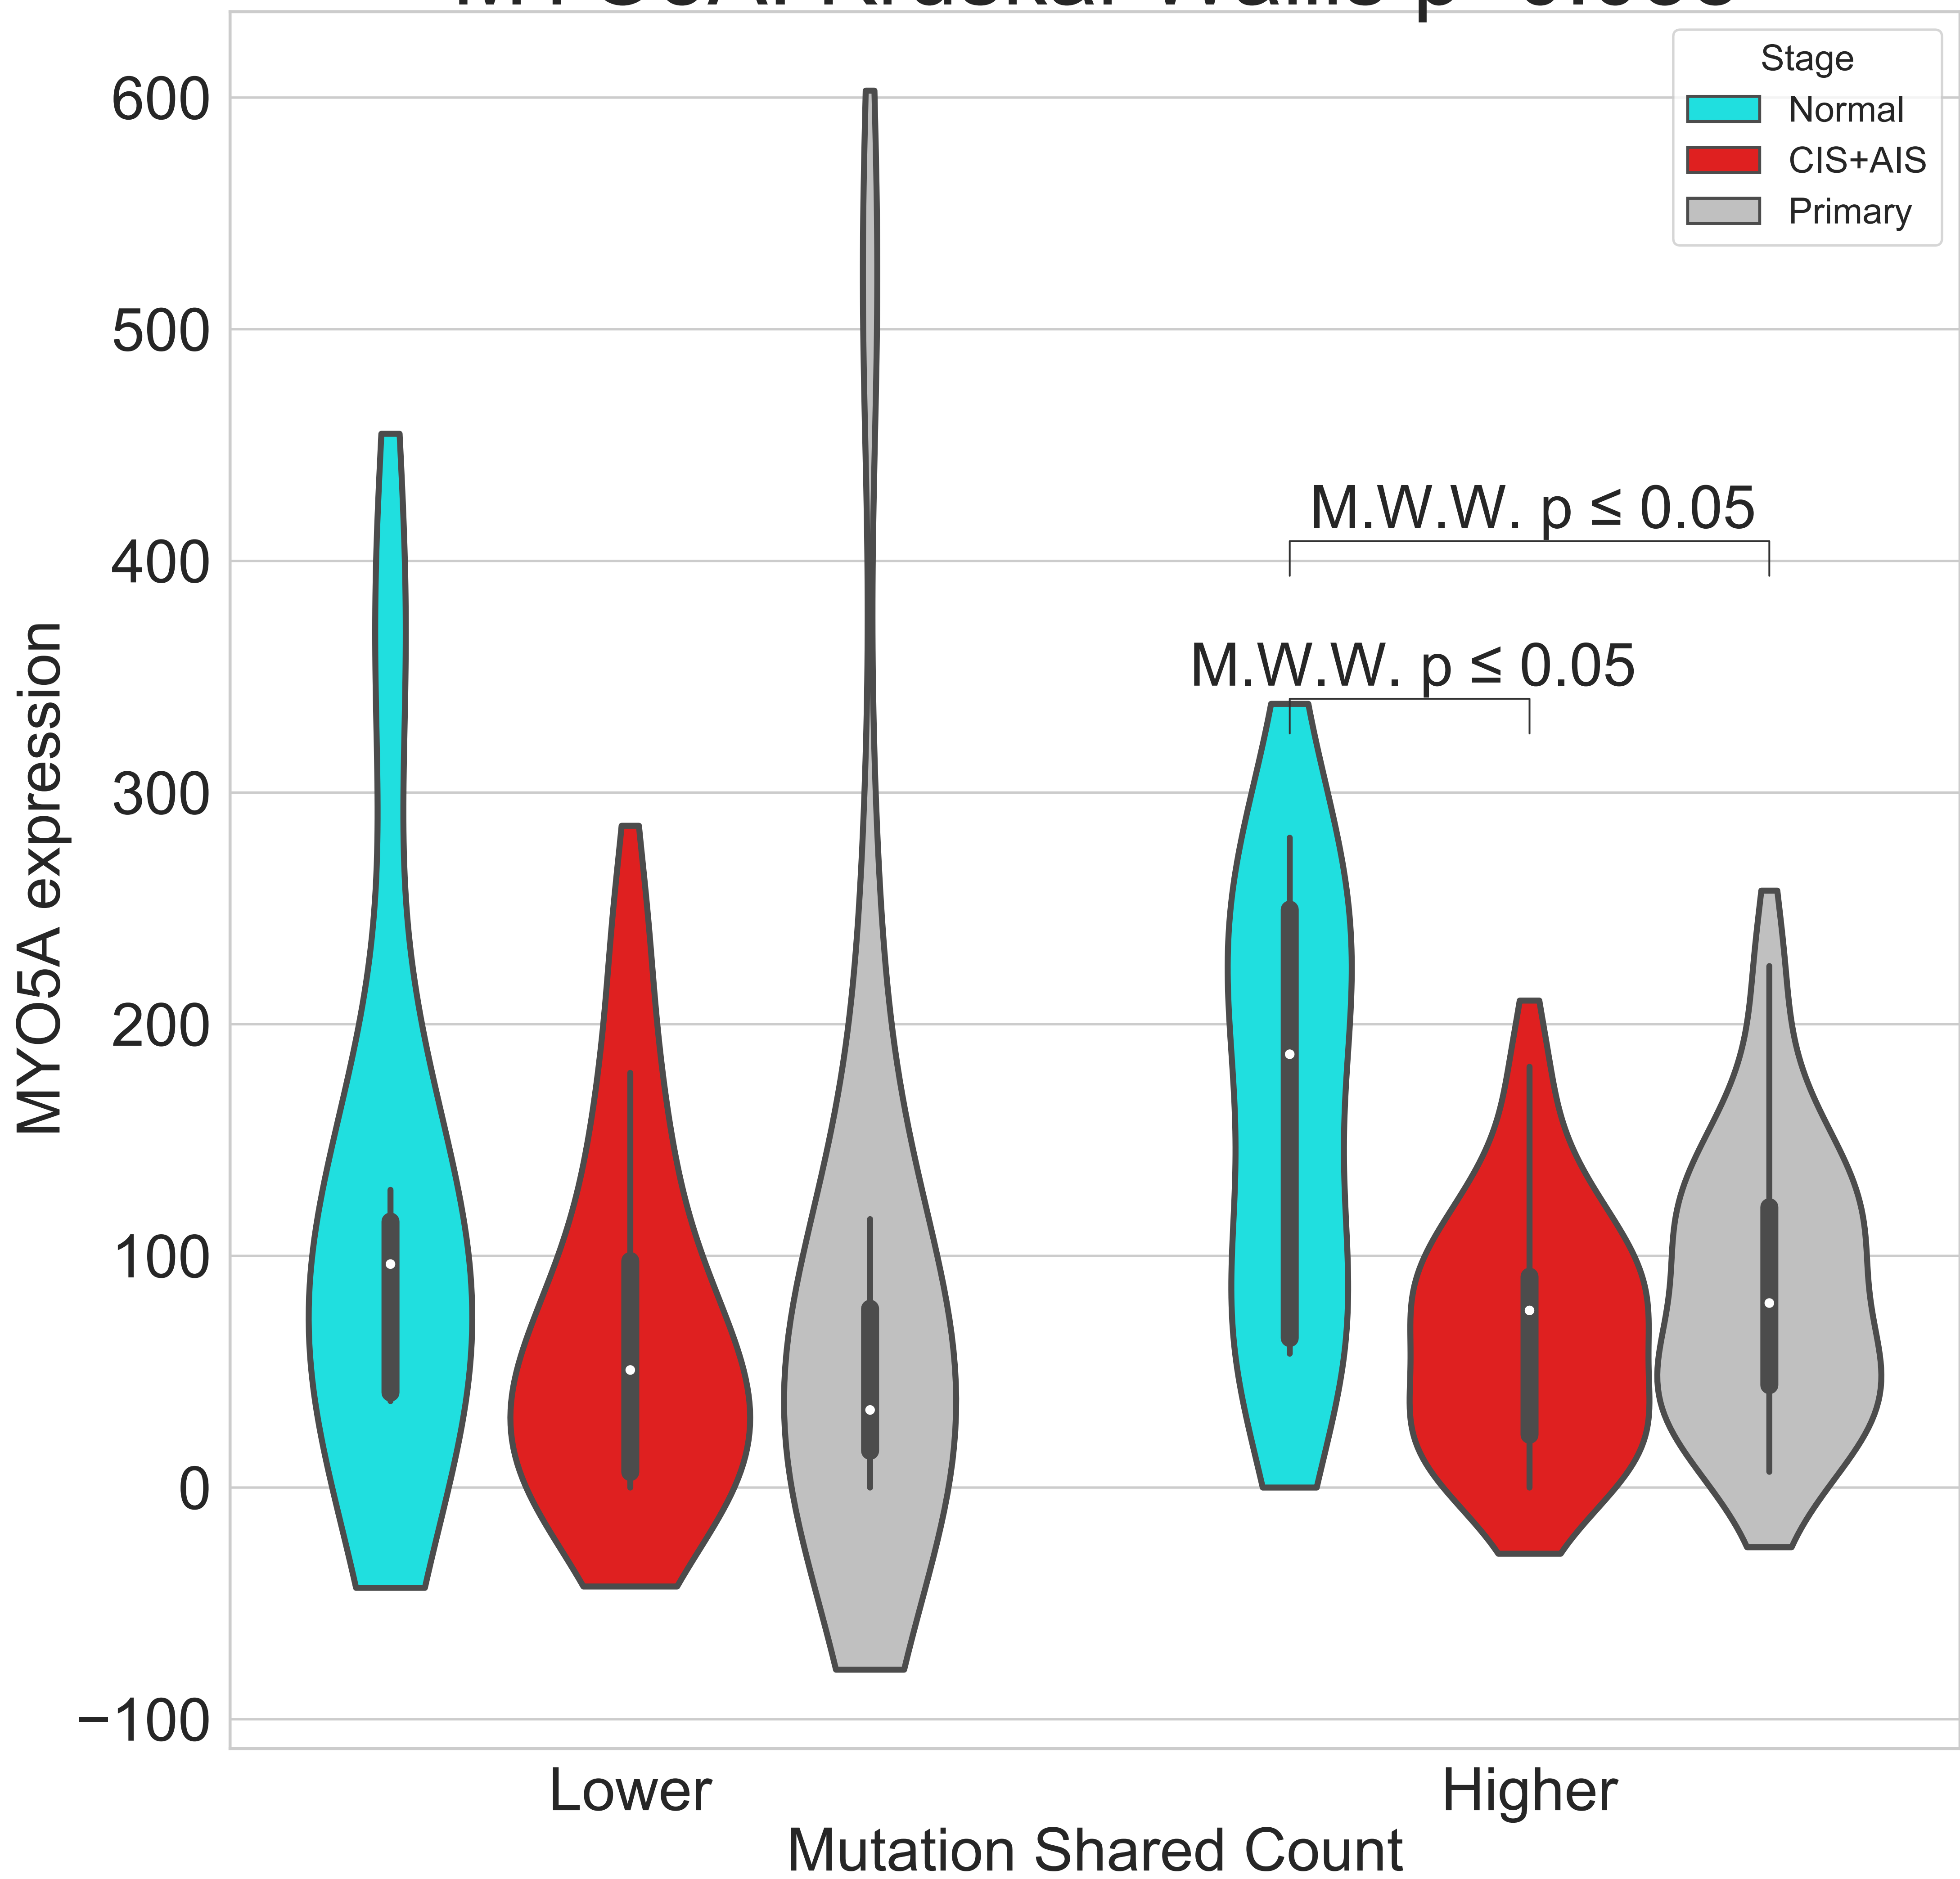 Stage
Normal
CIS+AIS
Primary
600
500
400
300
200
100
0
−100
MYO5A expression
M.W.W. p ≤ 0.05
M.W.W. p ≤ 0.05
Lower
Higher
Mutation Shared Count